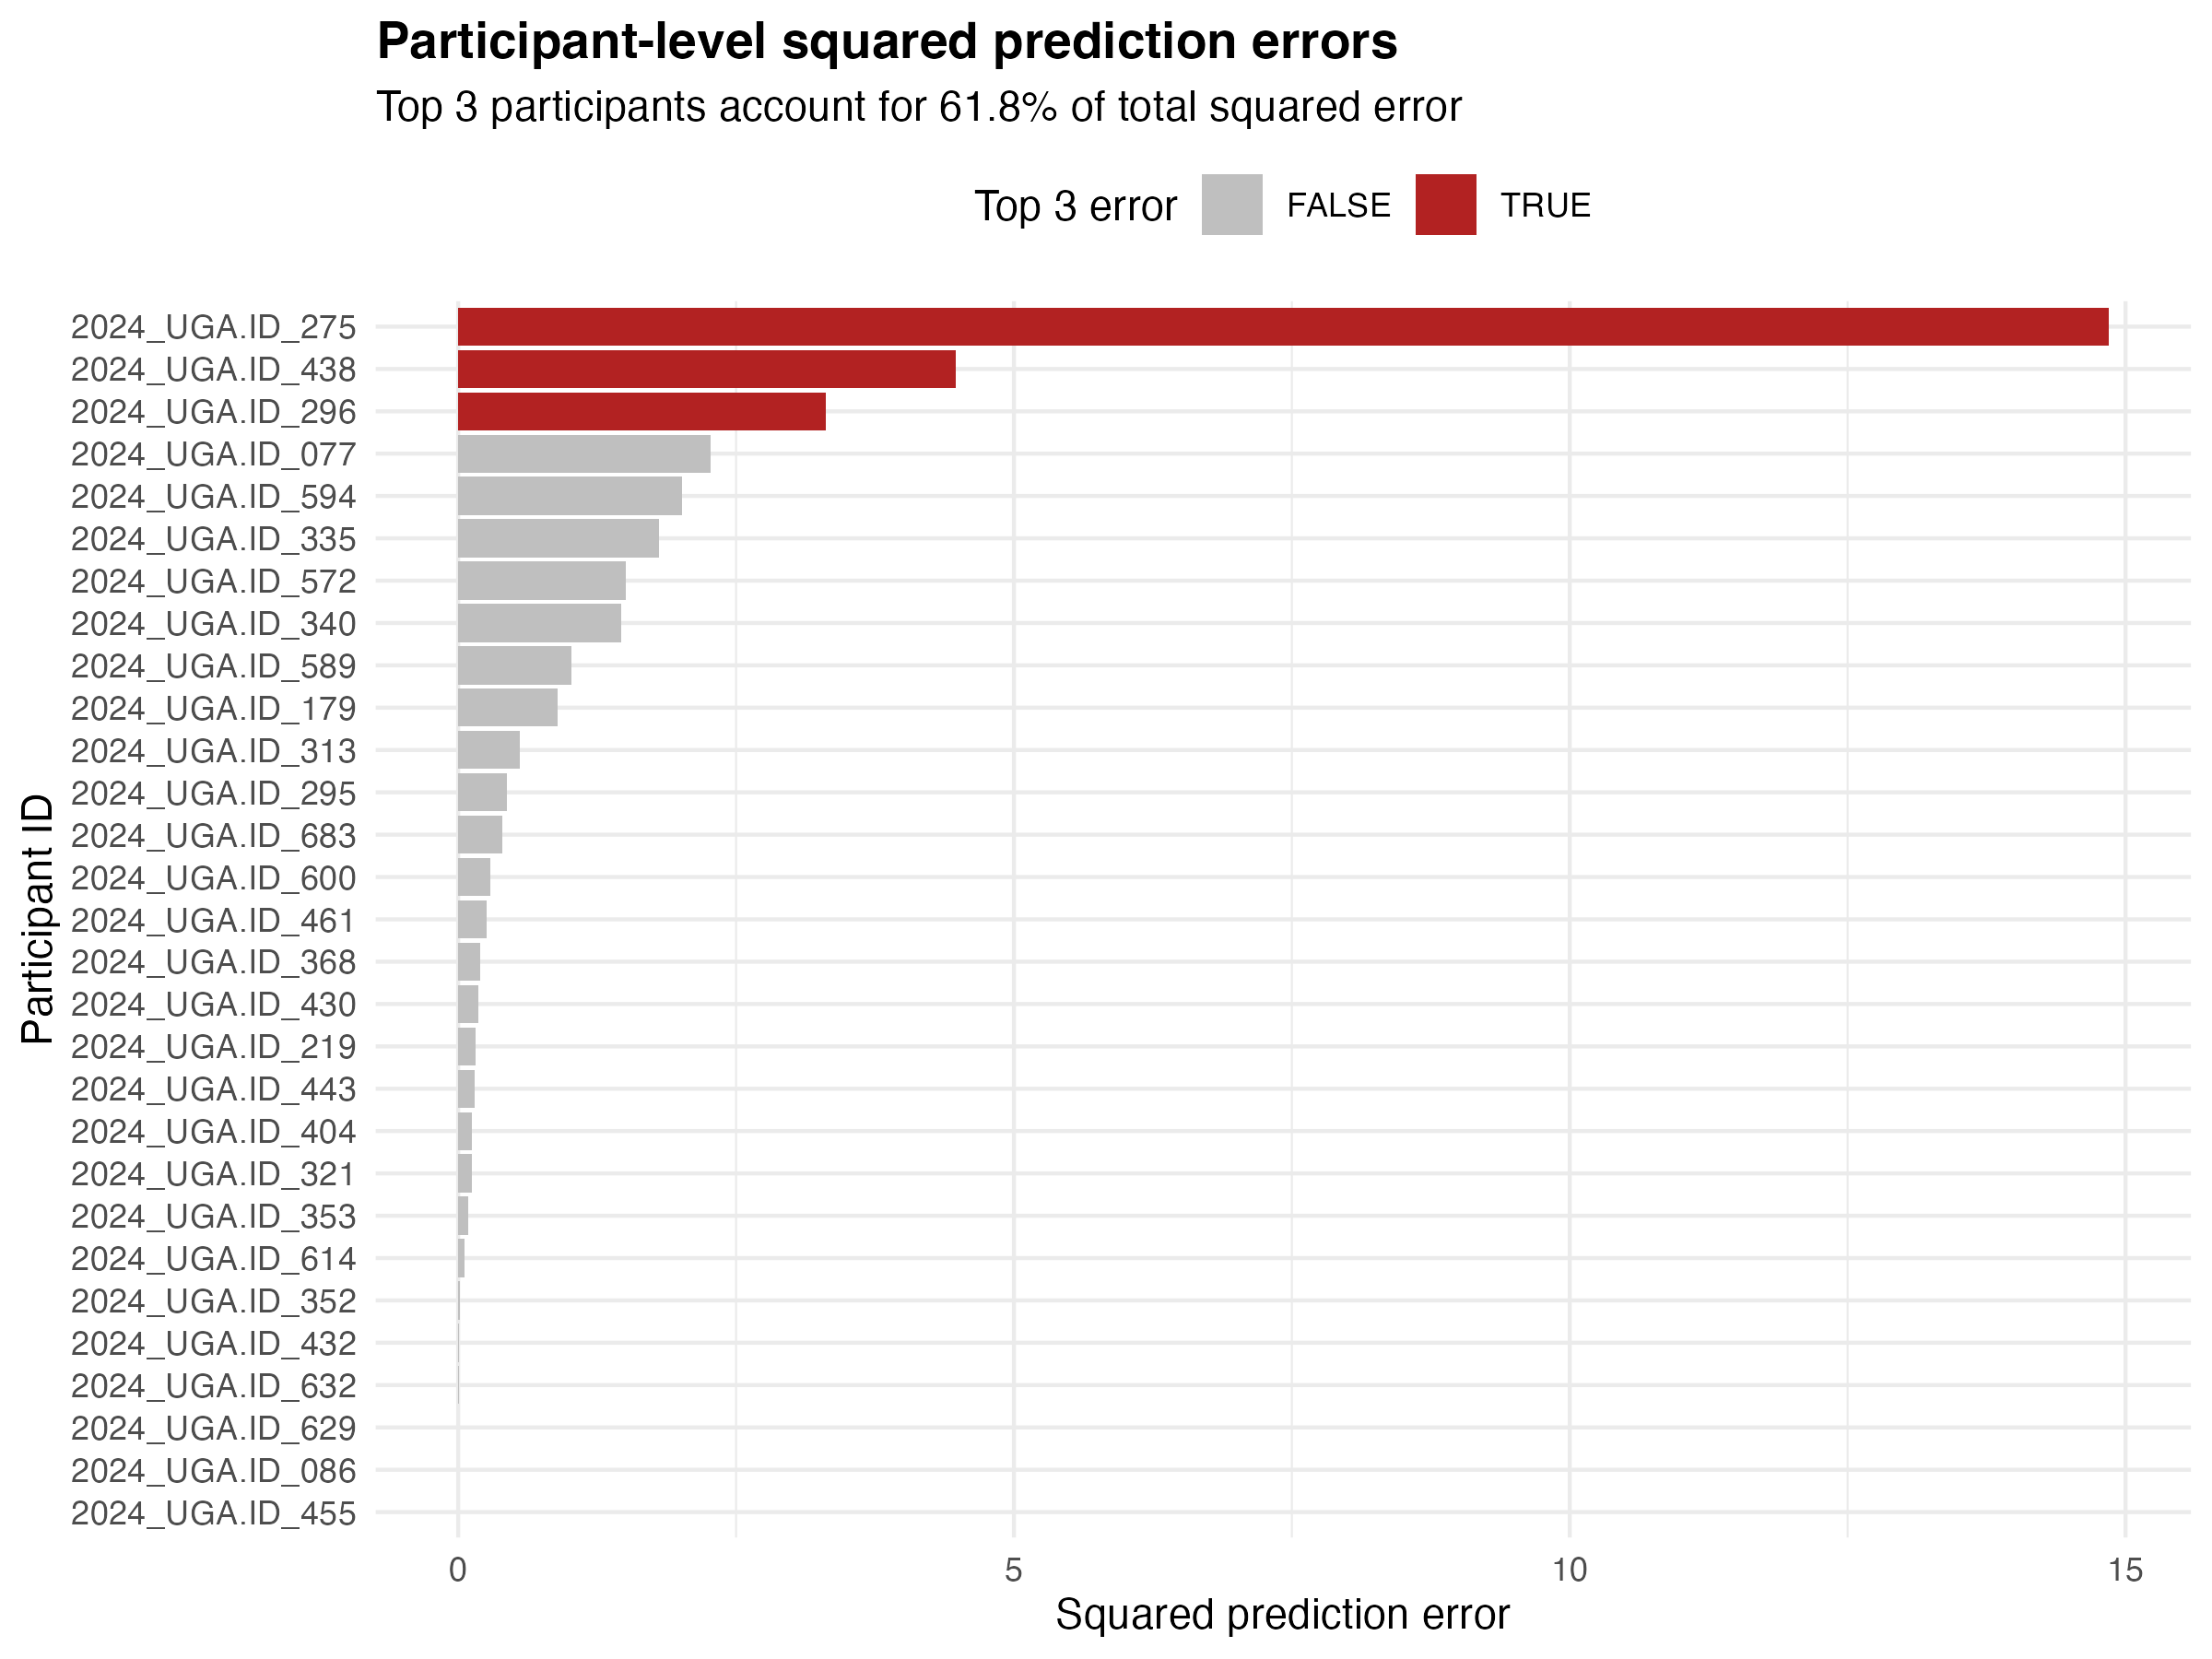 Participant-level squared prediction errors
Top 3 participants account for 61.8% of total squared error
Top 3 error FALSE TRUE
2024_UGA.ID_275
2024_UGA.ID_438
2024_UGA.ID_296
2024_UGA.ID_077
2024_UGA.ID_594
2024_UGA.ID_335
2024_UGA.ID_572
2024_UGA.ID_340
2024_UGA.ID_589
2024_UGA.ID_179
2024_UGA.ID_313
2024_UGA.ID_295
2024_UGA.ID_683
2024_UGA.ID_600
2024_UGA.ID_461
2024_UGA.ID_368
2024_UGA.ID_430
2024_UGA.ID_219
2024_UGA.ID_443
2024_UGA.ID_404
2024_UGA.ID_321
2024_UGA.ID_353
2024_UGA.ID_614
2024_UGA.ID_352
2024_UGA.ID_432
2024_UGA.ID_632
2024_UGA.ID_629
2024_UGA.ID_086
2024_UGA.ID_455
Participant ID
0 5 10 15
Squared prediction error